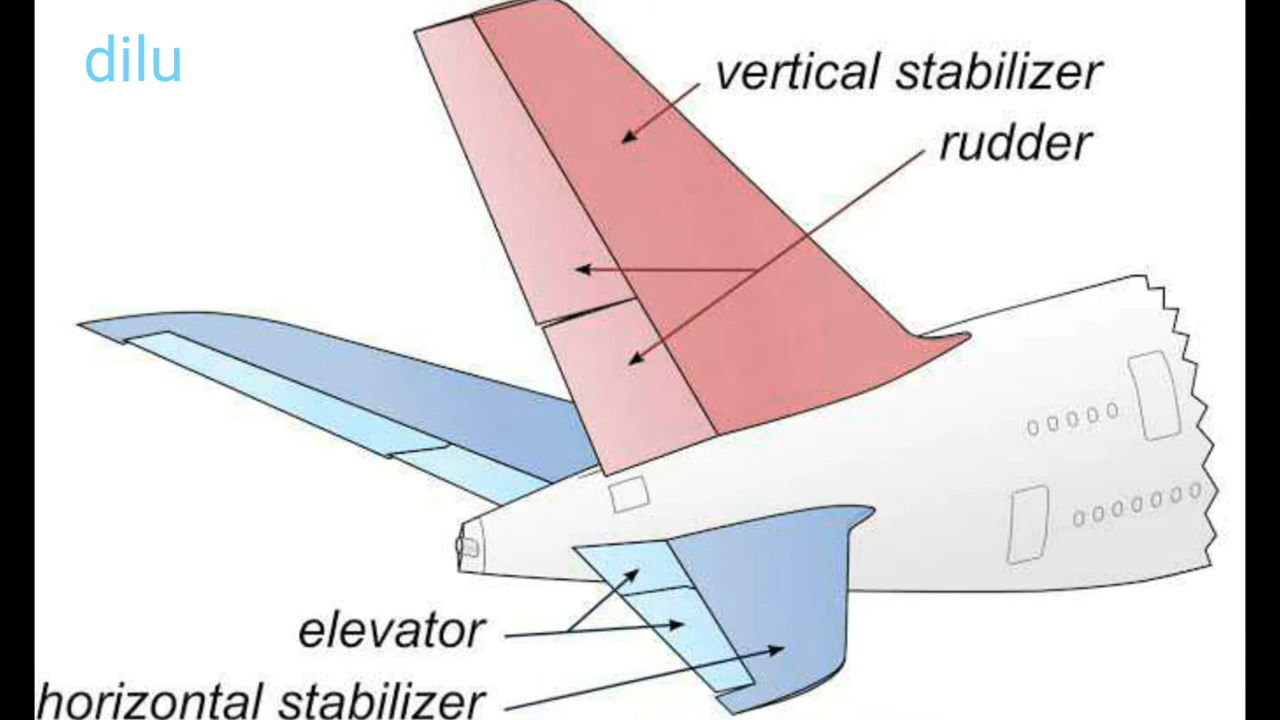 dilu
vertical stabilizer
rudder
elevator
horizontal stabilizer